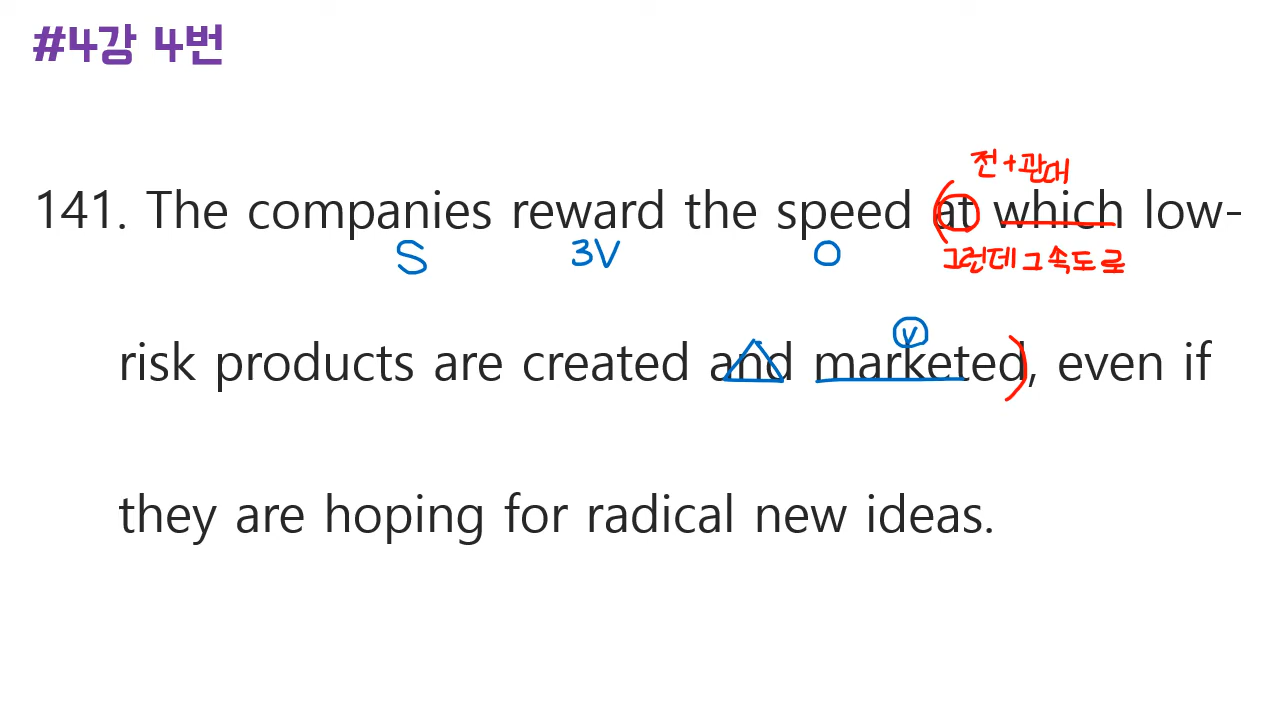 #4강 4번
전+관대
141. The companies reward the speed at which low-
S 3V O 그런데 그 속도로
V
risk products are created and marketed, even if
they are hoping for radical new ideas.